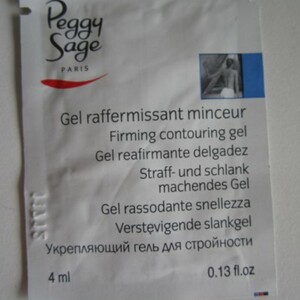 Peggy
Sage
PARIS
Gel raffermissant minceur
Firming contouring gel
Gel reafirmante delgadez
Straff- und schlank
machendes Gel
Gel rassodante snellezza
Verstevigende slankgel
Укрепляющий гель для стройности
4 ml 0.13 fl.oz